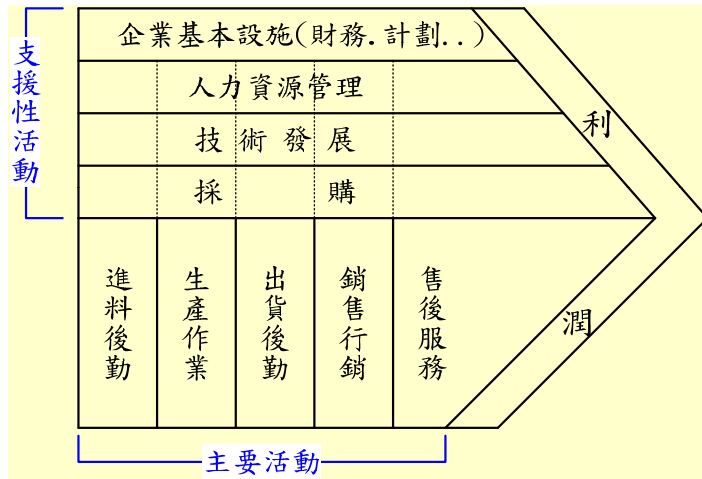 企業基本設施(財務.計劃..)
支援性活動
人力資源管理
技術發展
採購
利
進料後勤
生產作業
出貨後勤
銷售行銷
售後服務
潤
主要活動